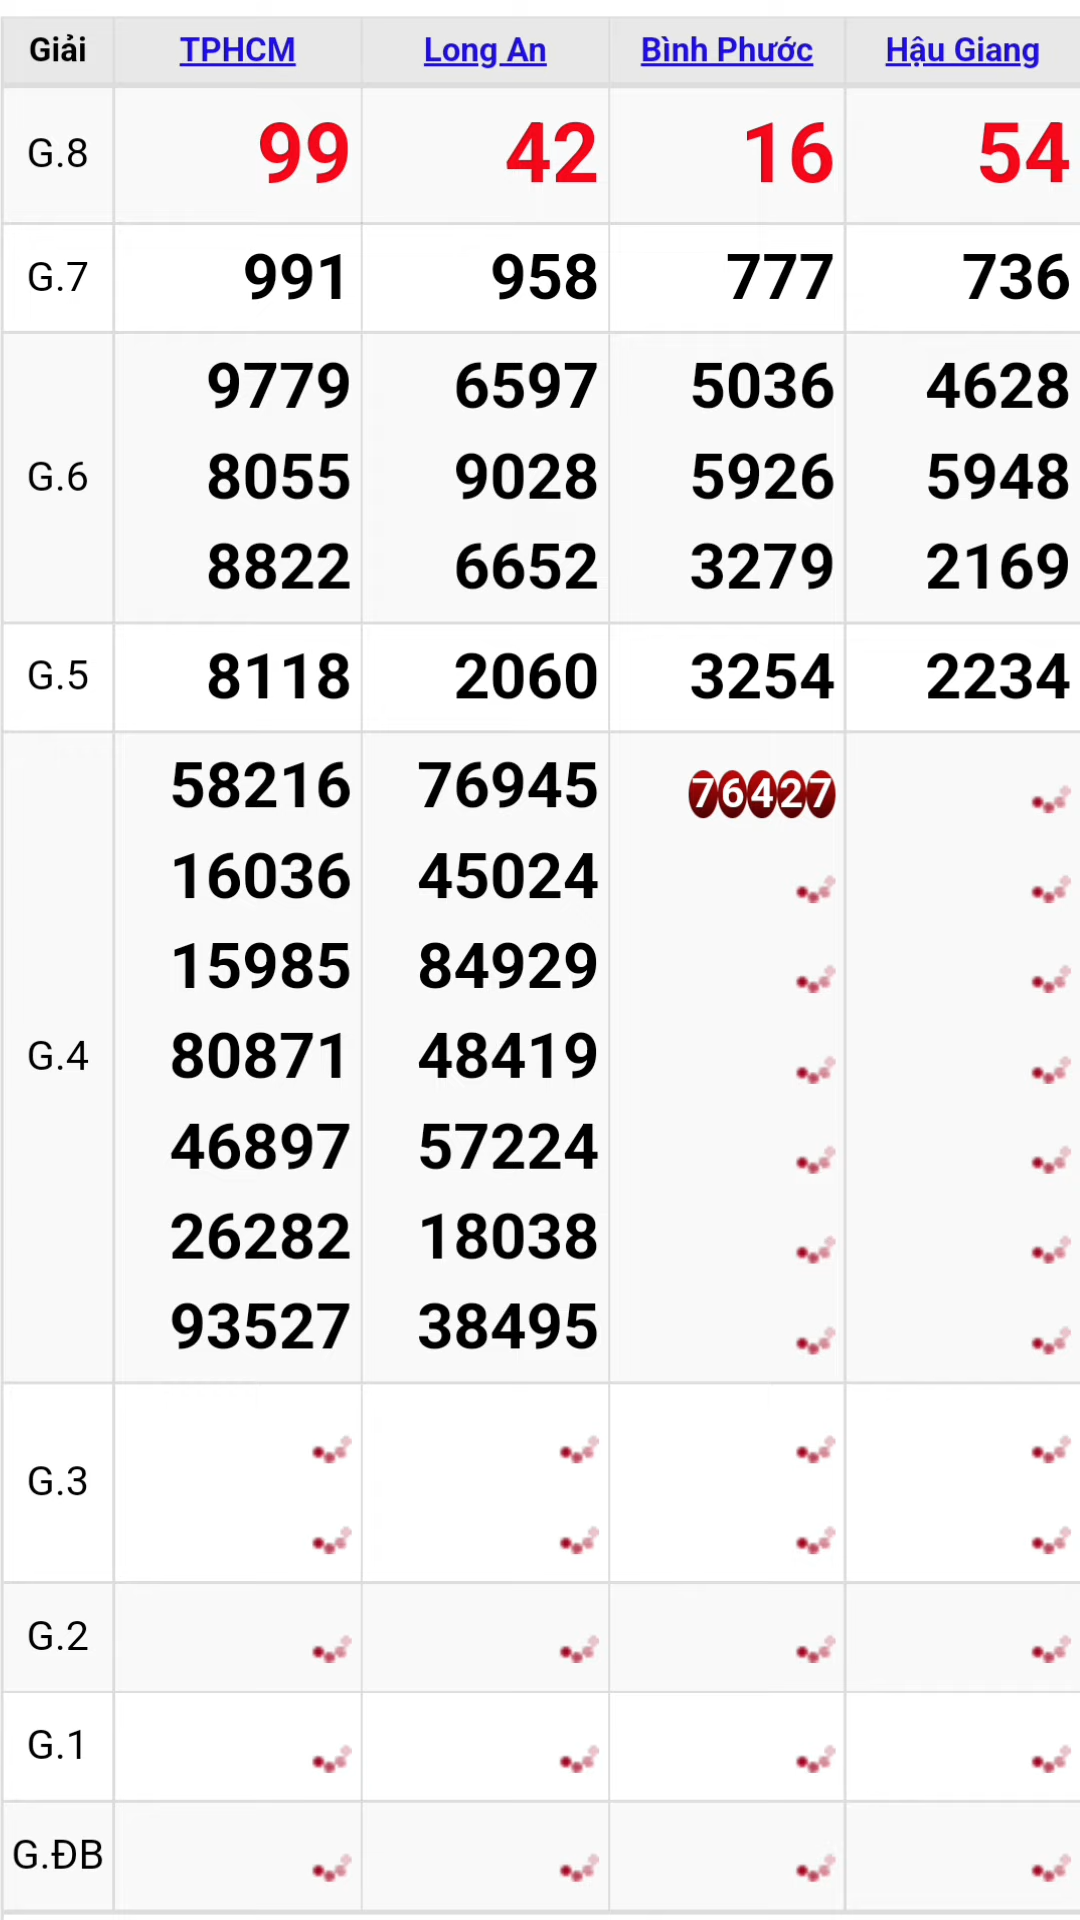 Giải TPHCM Long An Bình Phước Hậu Giang
G.8 99 42 16 54
G.7 991 958 777 736
9779 6597 5036 4628
G.6 8055 9028 5926 5948
8822 6652 3279 2169
G.5 8118 2060 3254 2234
58216 76945 76427
16036 45024
15985 84929
G.4 80871 48419
46897 57224
26282 18038
93527 38495
G.3
G.2
G.1
G.ĐB